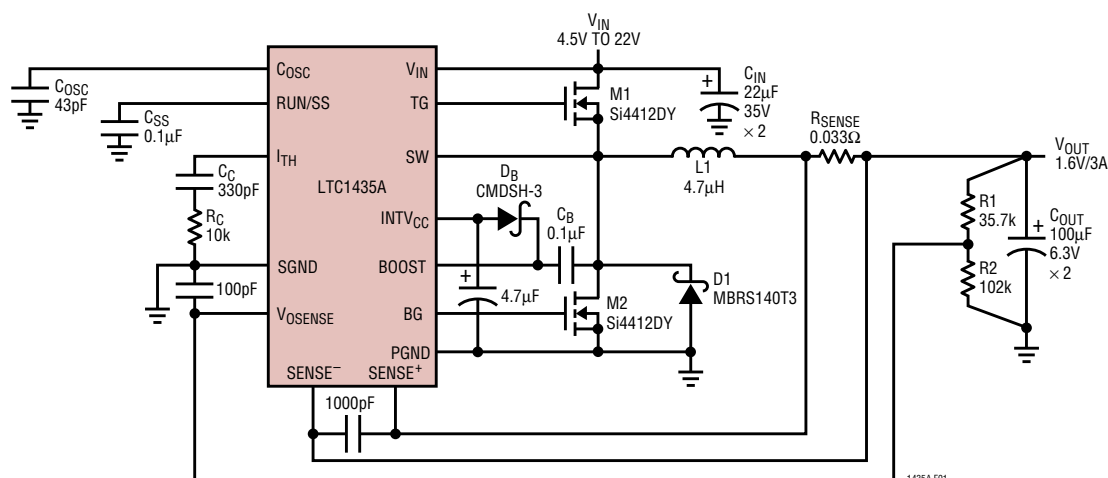 V_IN
4.5V TO 22V
C_OSC
43pF
C_SS
0.1µF
C_C
330pF
R_C
10k
100pF
C_OSC
RUN/SS
I_TH
SGND
V_OSENSE
SENSE–
SENSE+
LTC1435A
V_IN
TG
SW
INTV_CC
BOOST
BG
PGND
1000pF
D_B
CMDSH-3
C_B
0.1µF
+
4.7µF
M1
Si4412DY
M2
Si4412DY
+
C_IN
22µF
35V
× 2
L1
4.7µH
D1
MBRS140T3
R_SENSE
0.033Ω
V_OUT
1.6V/3A
R1
35.7k
R2
102k
+
C_OUT
100µF
6.3V
× 2
1435A F01